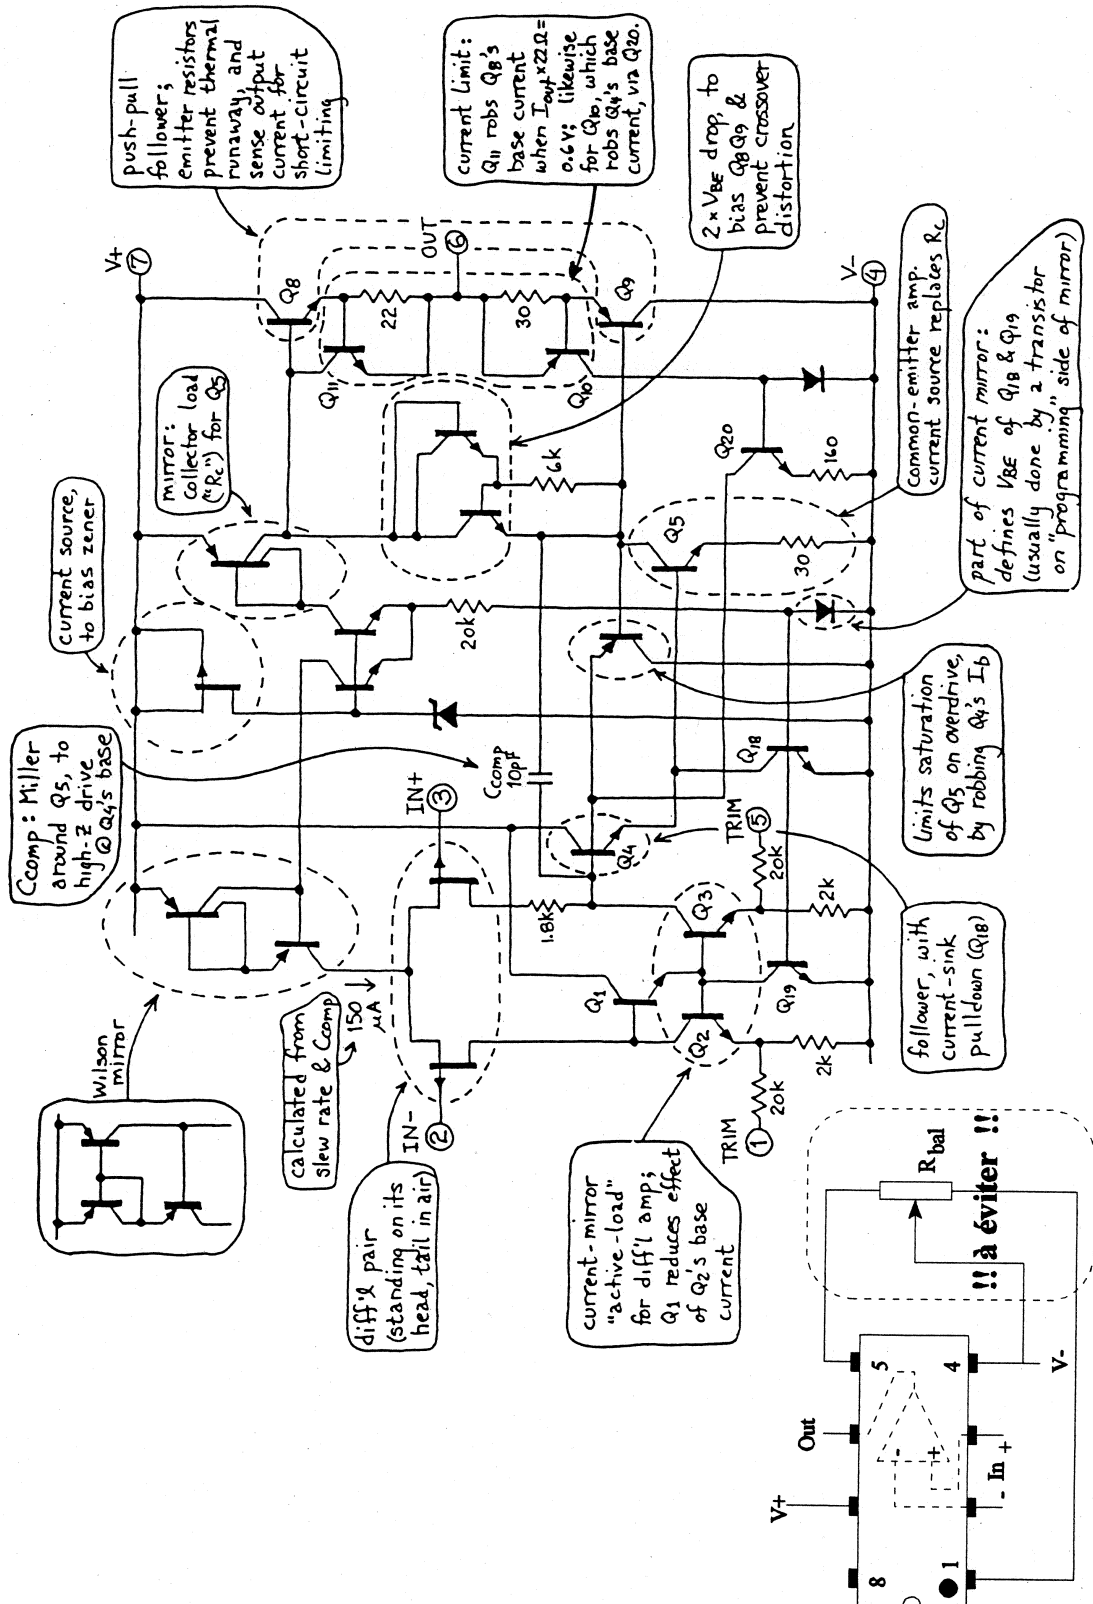 Wilson
mirror
Ccomp: Miller
around Q5, to
high-Z drive
@ Q4's base
current source,
to bias zener
mirror:
collector load
("Rc") for Q5
V+
7
push-pull
follower;
emitter resistors
prevent thermal
runaway, and
sense output
current for
short-circuit
limiting
current limit:
Q11 robs Q8's
base current
when Iout×22Ω=
0.6V; likewise
for Q10, which
robs Q4's base
current, via Q20.
2×VBE drop, to
bias Q8Q9 &
prevent crossover
distortion
calculated from
slew rate & Ccomp
150
μA
diff'l pair
(standing on its
head, tail in air)
IN-
2
IN+
3
Ccomp
10pF
20k
Q8
Q11
22
OUT
6
30
Q10
Q9
6k
1.8k
Q4
Q1
Q2
Q3
Q5
30
Q20
160
Q18
Q19
TRIM
1
20k
2k
TRIM
5
20k
2k
V-
4
current-mirror
"active-load"
for diff'l amp;
Q1 reduces effect
of Q2's base
current
follower, with
current-sink
pulldown (Q18)
limits saturation
of Q5 on overdrive,
by robbing Q4's Ib
common-emitter amp.
current source replaces Rc
part of current mirror:
defines VBE of Q18 & Q19
(usually done by a transistor
on "programming" side of mirror)
V+
Out
8
5
-
+
1
4
- In +
V-
Rbal
!! à éviter !!